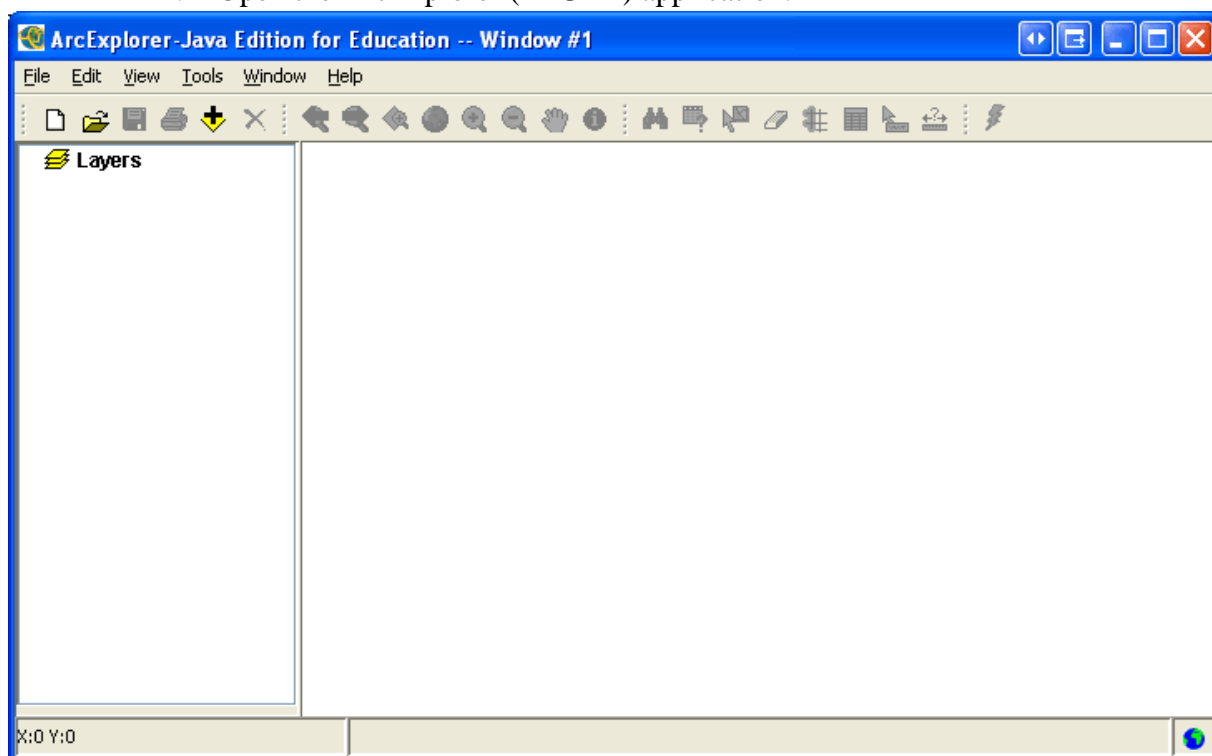 ArcExplorer-Java Edition for Education -- Window #1
File Edit View Tools Window Help
Layers
X:0 Y:0